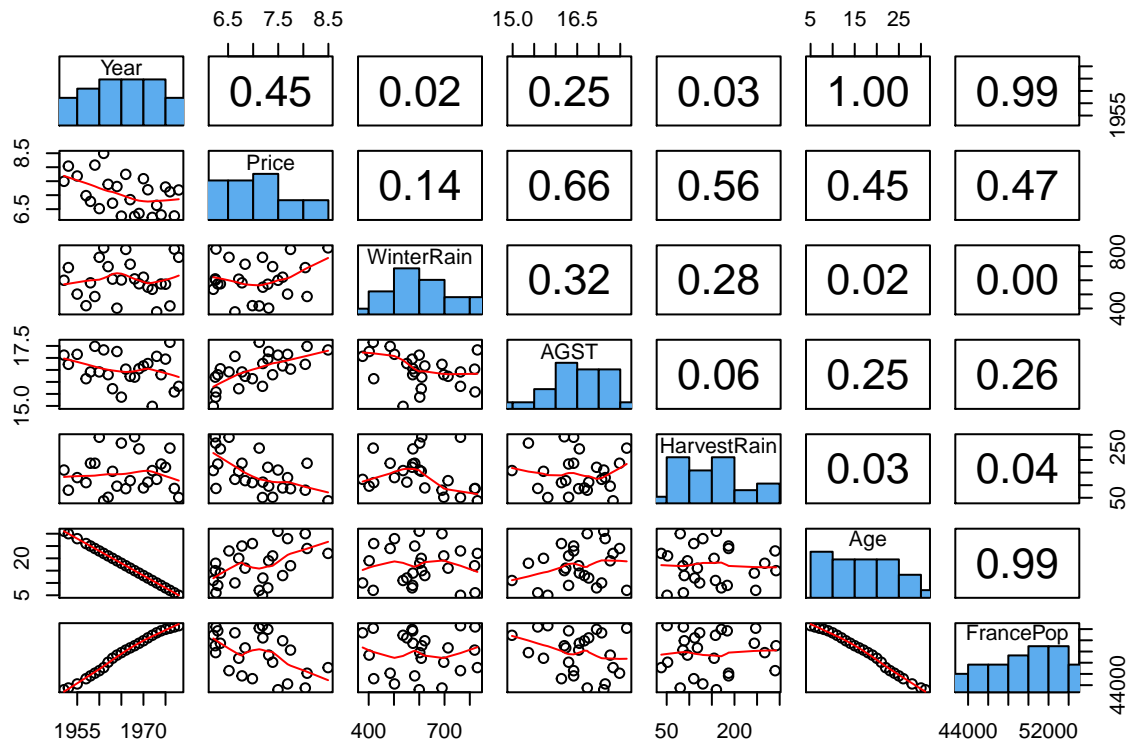 6.5 7.5 8.5 15.0 16.5 5 15 25
Year 0.45 0.02 0.25 0.03 1.00 0.99 1955
6.5 8.5 Price 0.14 0.66 0.56 0.45 0.47
WinterRain 0.32 0.28 0.02 0.00 400 800
15.0 17.5 AGST 0.06 0.25 0.26
HarvestRain 0.03 0.04 50 250
5 20 Age 0.99
FrancePop 44000
1955 1970 400 700 50 200 44000 52000